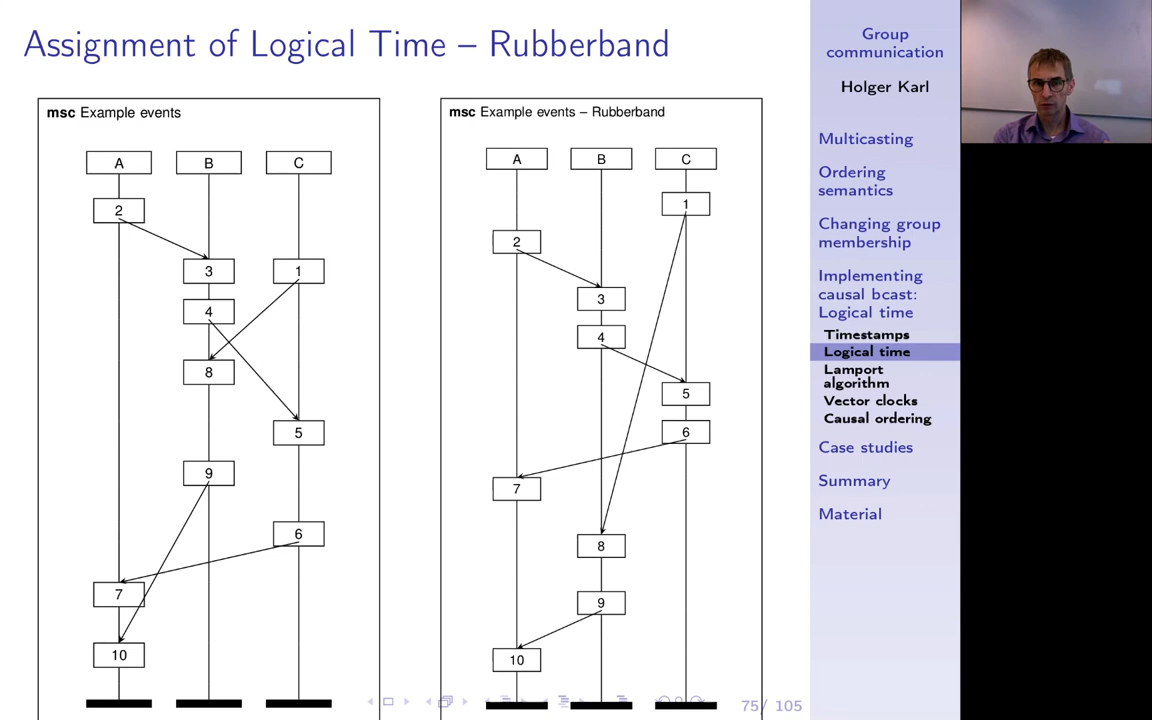 Assignment of Logical Time – Rubberband
msc Example events
A B C
2
3 1
4
8
5
9
6
7
10
msc Example events – Rubberband
A B C
1
2
3
4
5
6
7
8
9
10
75/ 105
Group
communication
Holger Karl
Multicasting
Ordering
semantics
Changing group
membership
Implementing
causal bcast:
Logical time
Timestamps
Logical time
Lamport
algorithm
Vector clocks
Causal ordering
Case studies
Summary
Material